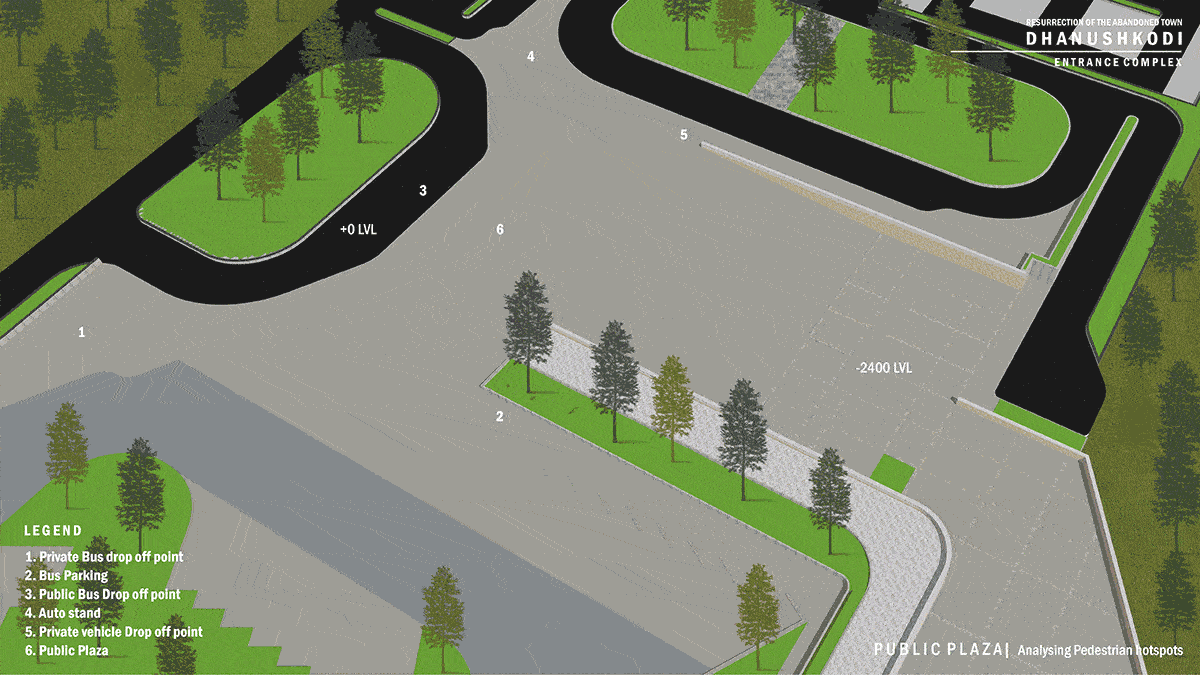 RESURRECTION OF THE ABANDONED TOWN
DHANUSHKODI
ENTRANCE COMPLEX
4
5
3
+0 LVL
6
1
-2400 LVL
2
LEGEND
1. Private Bus drop off point
2. Bus Parking
3. Public Bus Drop off point
4. Auto stand
5. Private vehicle Drop off point
6. Public Plaza
PUBLIC PLAZA| Analysing Pedestrian hotspots